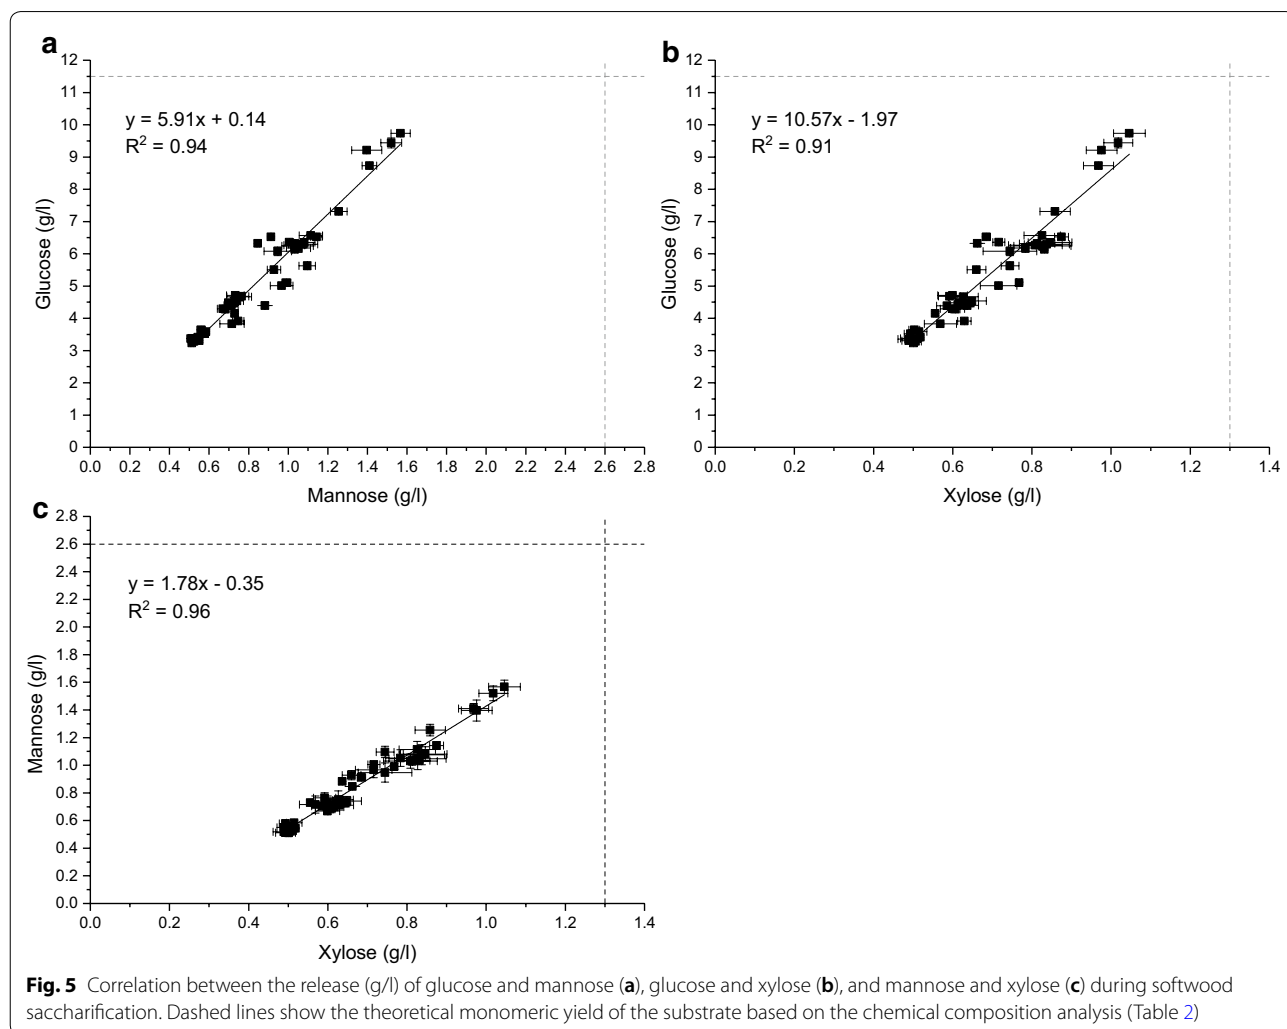 a
12
11
10
9
8
7
6
5
4
3
2
1
0
Glucose (g/l)
y = 5.91x + 0.14
R² = 0.94
0.0 0.2 0.4 0.6 0.8 1.0 1.2 1.4 1.6 1.8 2.0 2.2 2.4 2.6 2.8
Mannose (g/l)
b
12
11
10
9
8
7
6
5
4
3
2
1
0
Glucose (g/l)
y = 10.57x - 1.97
R² = 0.91
0.0 0.2 0.4 0.6 0.8 1.0 1.2 1.4
Xylose (g/l)
c
2.8
2.6
2.4
2.2
2.0
1.8
1.6
1.4
1.2
1.0
0.8
0.6
0.4
0.2
0.0
Mannose (g/l)
y = 1.78x - 0.35
R² = 0.96
0.0 0.2 0.4 0.6 0.8 1.0 1.2 1.4
Xylose (g/l)
Fig. 5 Correlation between the release (g/l) of glucose and mannose (a), glucose and xylose (b), and mannose and xylose (c) during softwood
saccharification. Dashed lines show the theoretical monomeric yield of the substrate based on the chemical composition analysis (Table 2)